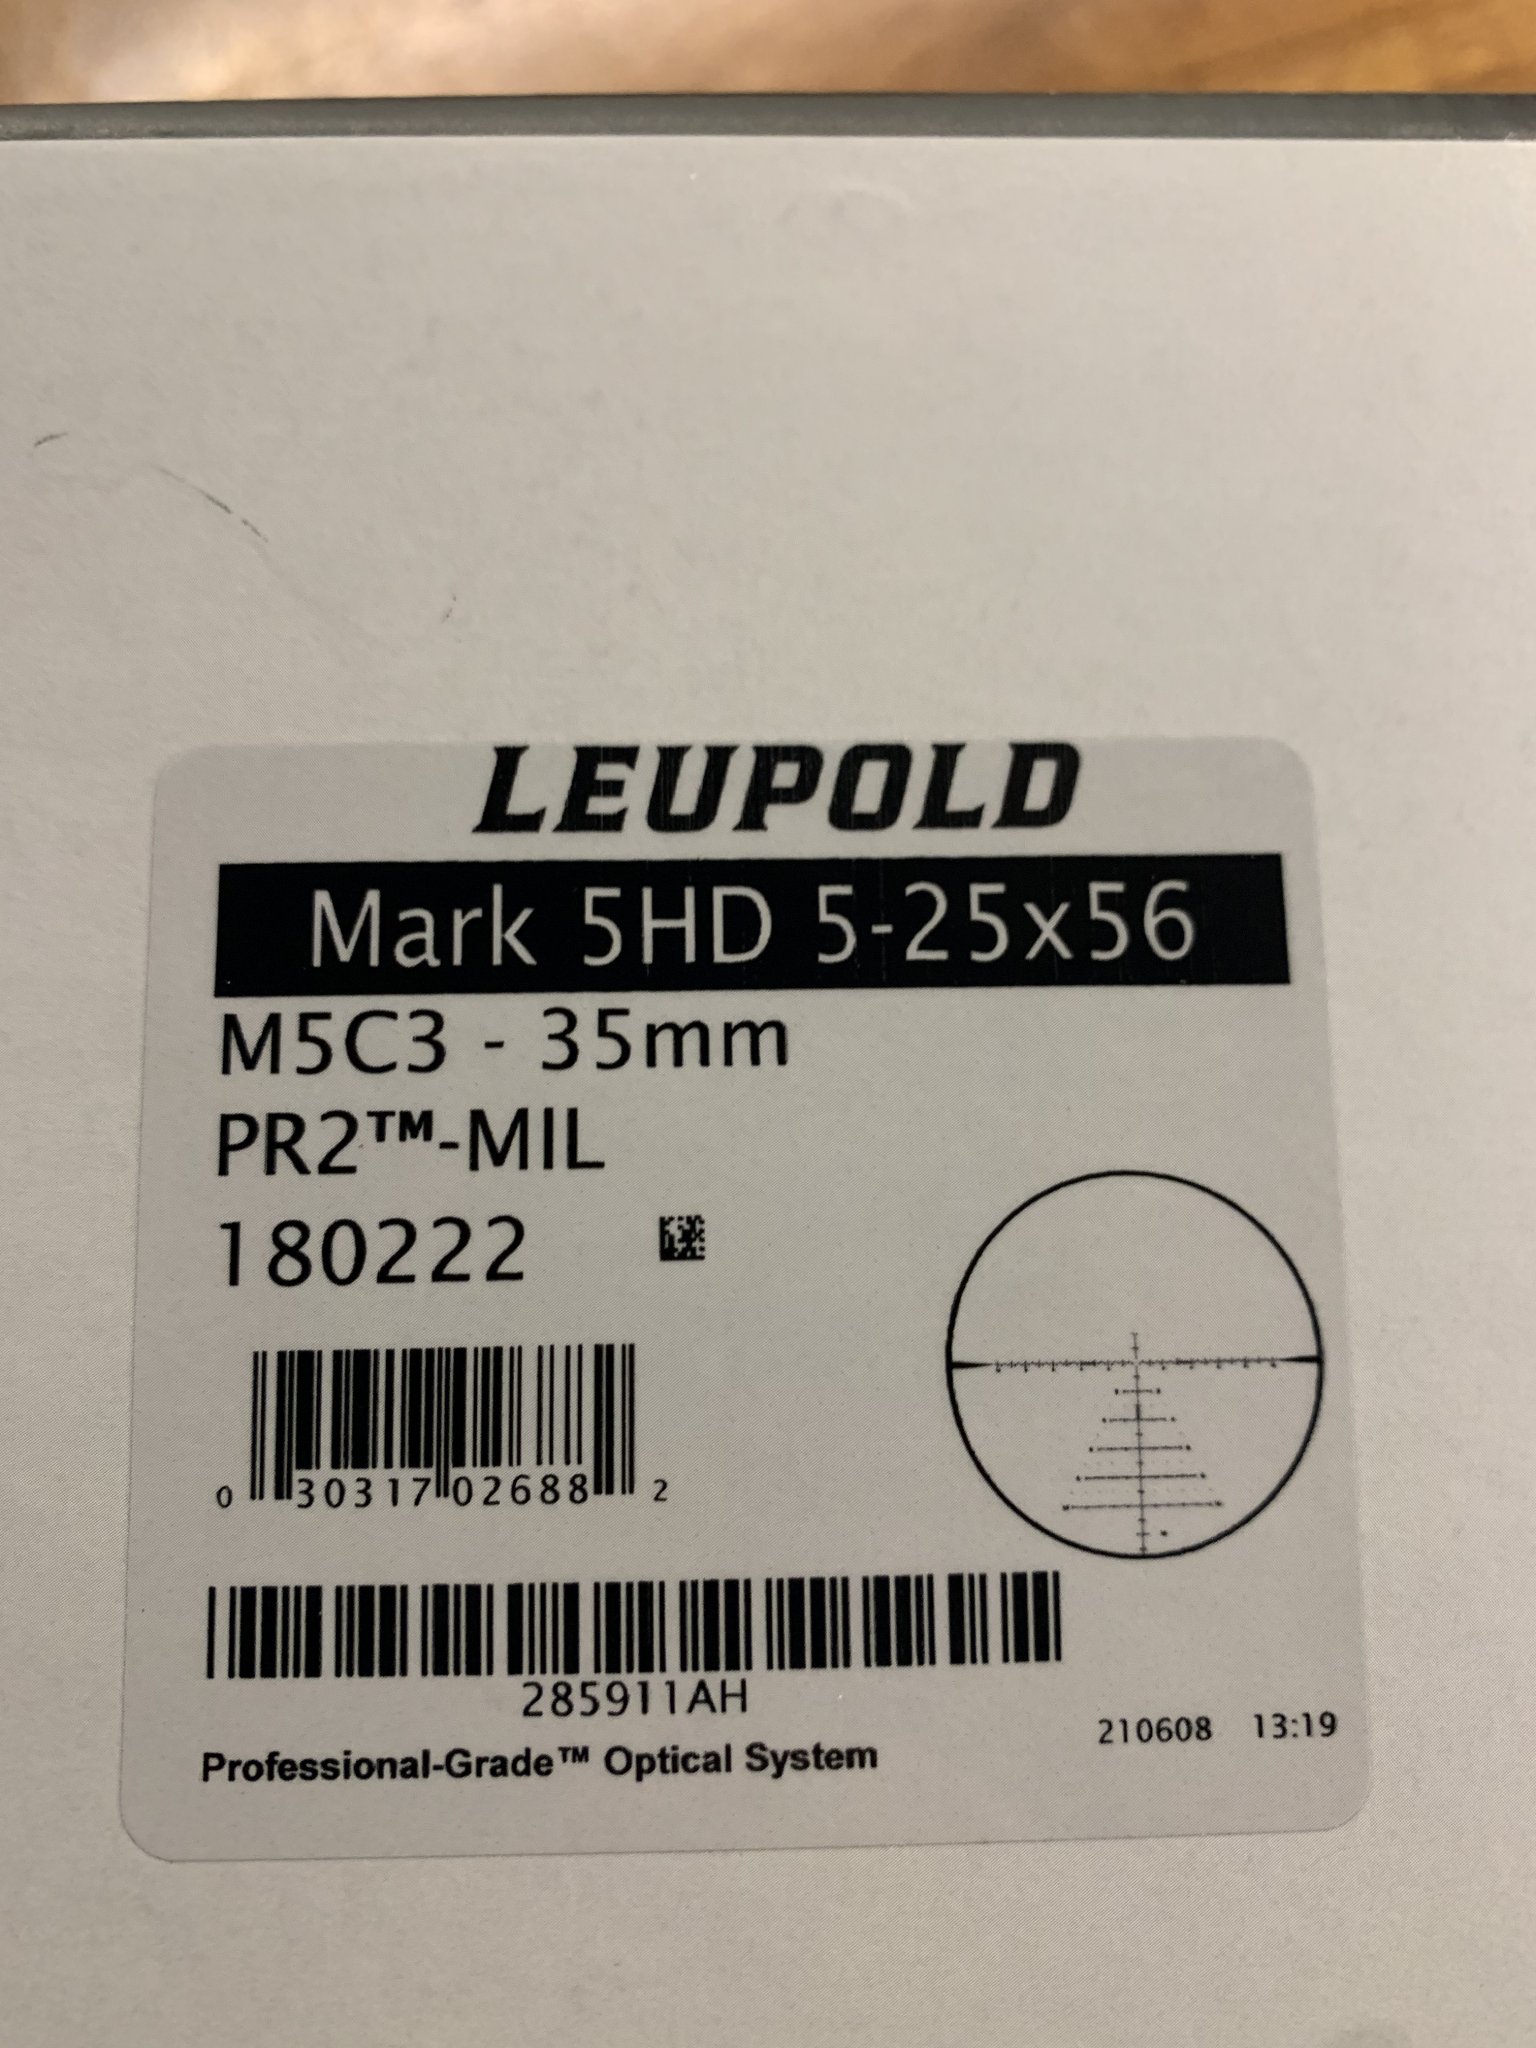 LEUPOLD
Mark 5HD 5-25x56
M5C3 - 35mm
PR2™-MIL
180222
0 30317 02688 2
285911AH
210608 13:19
Professional-Grade™ Optical System